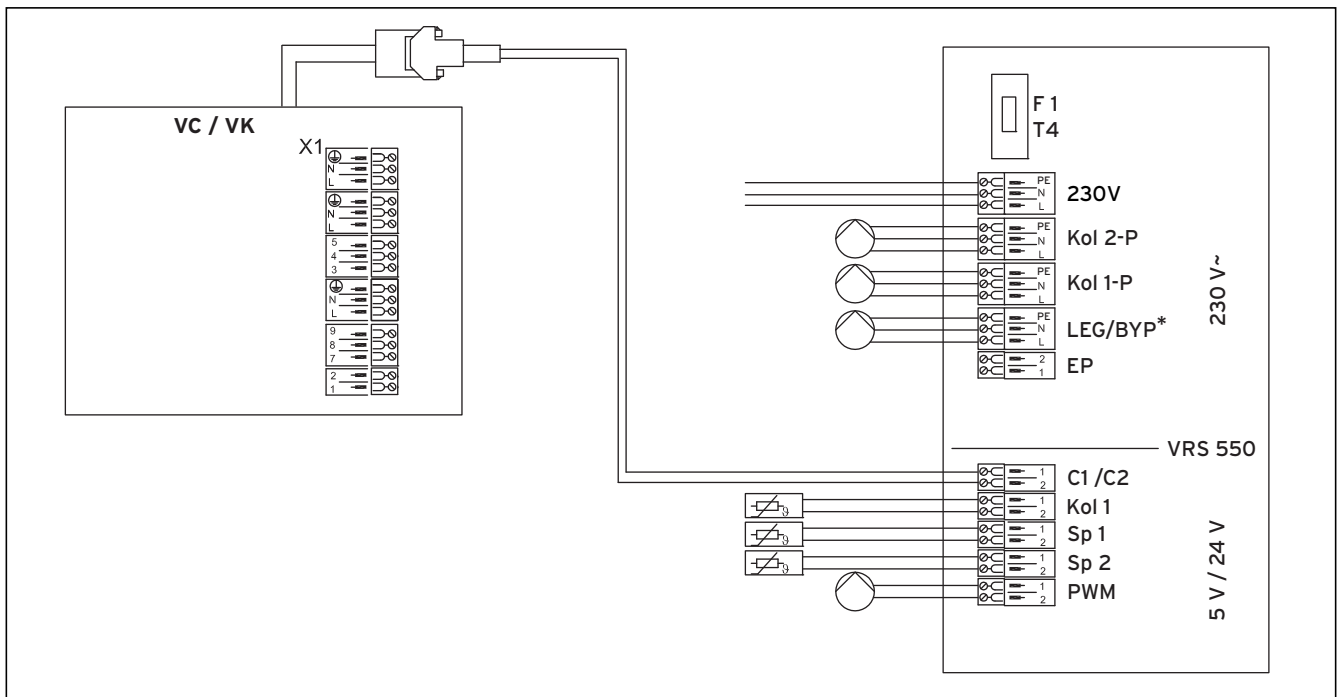 VC / VK
X1
N
L
N
L
5
4
3
N
L
9
8
7
2
1
F 1
T4
PE
N
L
230V
PE
N
L
Kol 2-P
PE
N
L
Kol 1-P
PE
N
L
LEG/BYP*
2
1
EP
230 V~
VRS 550
1
2
C1 /C2
1
2
Kol 1
1
2
Sp 1
1
2
Sp 2
1
2
PWM
5 V / 24 V
ϑ
ϑ
ϑ